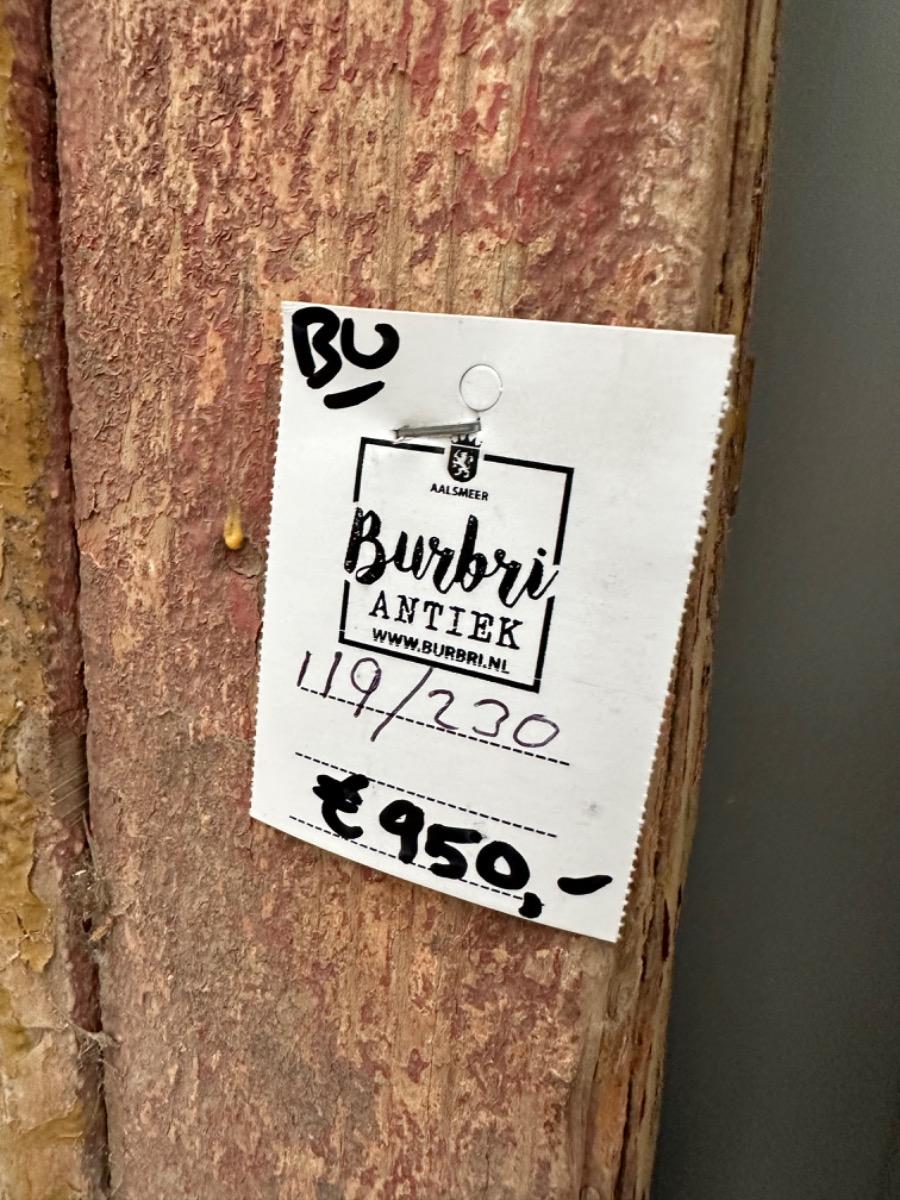 BU
AALSMEER
Burbri
ANTIEK
WWW.BURBRI.NL
119/230
€950,-